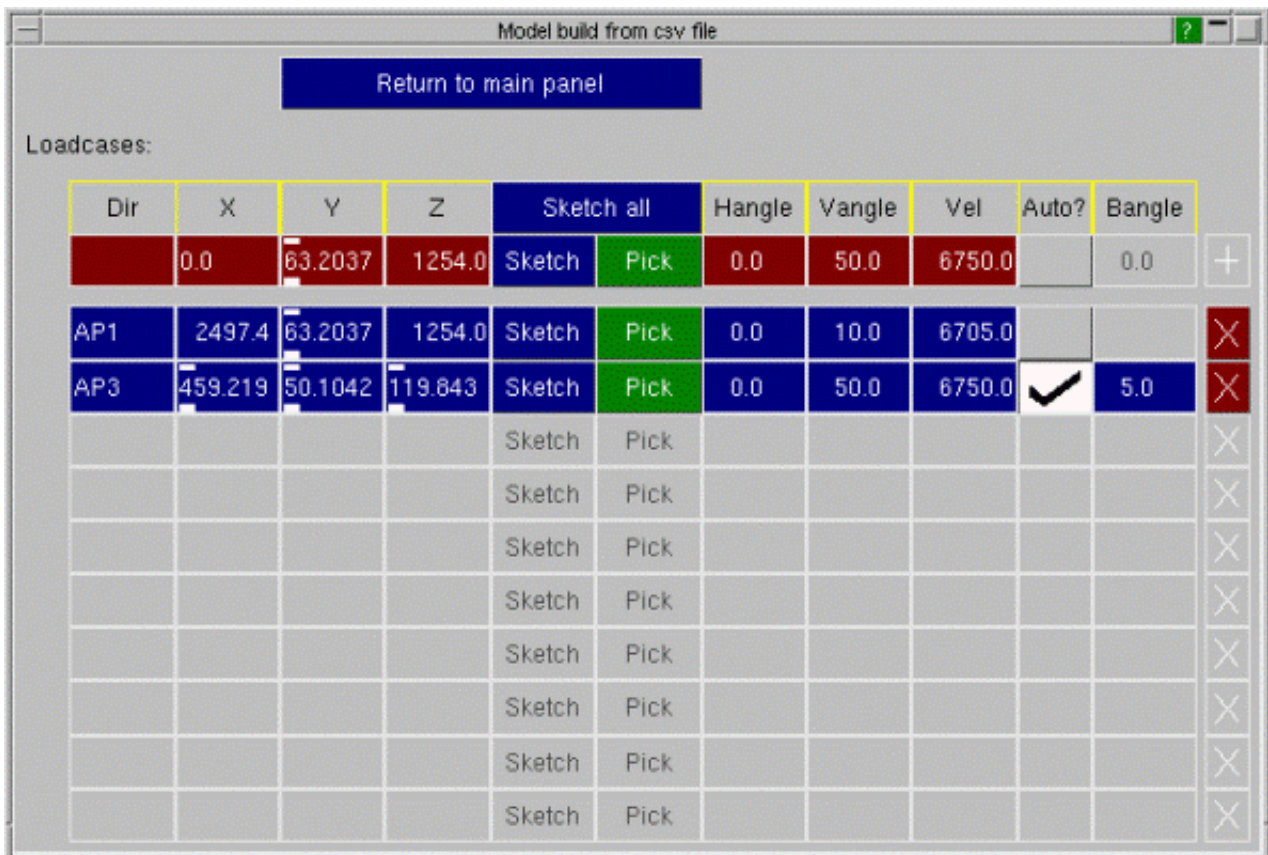 Model build from csv file ?
Return to main panel
Loadcases:
Dir X Y Z Sketch all Hangle Vangle Vel Auto? Bangle
0.0 63.2037 1254.0 Sketch Pick 0.0 50.0 6750.0 0.0 +
AP1 2497.4 63.2037 1254.0 Sketch Pick 0.0 10.0 6705.0 X
AP3 459.219 50.1042 119.843 Sketch Pick 0.0 50.0 6750.0 5.0 X
Sketch Pick X
Sketch Pick X
Sketch Pick X
Sketch Pick X
Sketch Pick X
Sketch Pick X
Sketch Pick X
Sketch Pick X